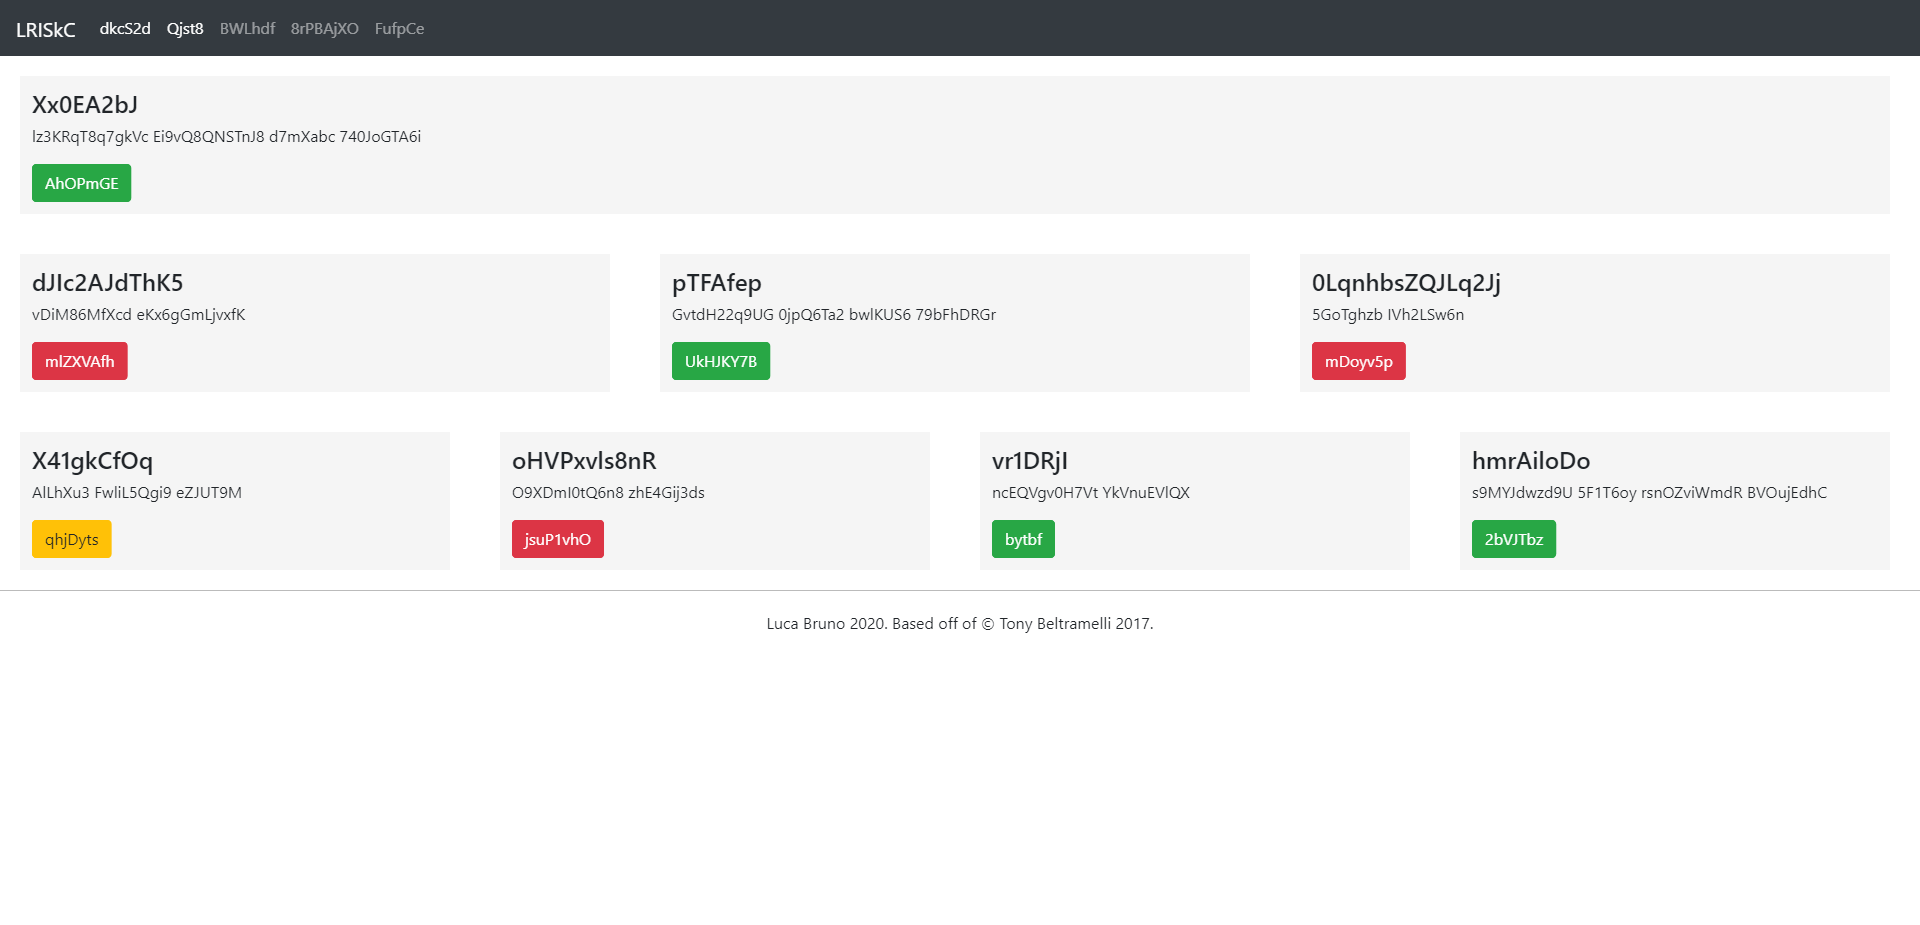 LRISkC dkcS2d Qjst8 BWLhdf 8rPBAjXO FufpCe
Xx0EA2bJ
lz3KRqT8q7gkVc Ei9vQ8QNSTnJ8 d7mXabc 740JoGTA6i
AhOPmGE
dJIc2AJdThK5
vDiM86MfXcd eKx6gGmLjvxfK
mlZXVAfh
pTFAfep
GvtdH22q9UG 0jpQ6Ta2 bwlKUS6 79bFhDRGr
UkHJKY7B
0LqnhbsZQJLq2Jj
5GoTghzb IVh2LSw6n
mDoyv5p
X41gkCfOq
AlLhXu3 FwliL5Qgi9 eZJUT9M
qhjDyts
oHVPxvls8nR
O9XDmI0tQ6n8 zhE4Gij3ds
jsuP1vhO
vr1DRjI
ncEQVgv0H7Vt YkVnuEVlQX
bytbf
hmrAiloDo
s9MYJdwzd9U 5F1T6oy rsnOZviWmdR BVOujEdhC
2bVJTbz
Luca Bruno 2020. Based off of © Tony Beltramelli 2017.